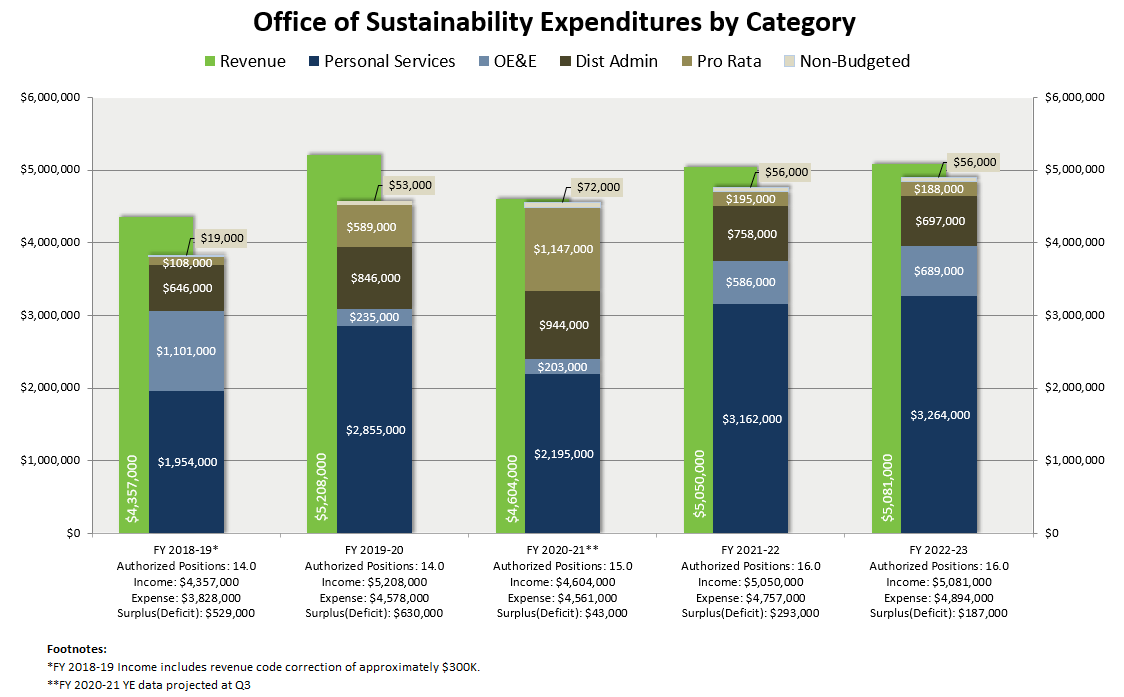 Office of Sustainability Expenditures by Category
Revenue Personal Services OE&E Dist Admin Pro Rata Non-Budgeted
$6,000,000 $6,000,000
$5,000,000 $5,000,000
$4,000,000 $4,000,000
$3,000,000 $3,000,000
$2,000,000 $2,000,000
$1,000,000 $1,000,000
$0 $0
$4,357,000
$19,000
$108,000
$646,000
$1,101,000
$1,954,000
$5,208,000
$53,000
$589,000
$846,000
$235,000
$2,855,000
$4,604,000
$72,000
$1,147,000
$944,000
$203,000
$2,195,000
$5,050,000
$56,000
$195,000
$758,000
$586,000
$3,162,000
$5,081,000
$56,000
$188,000
$697,000
$689,000
$3,264,000
FY 2018-19*
Authorized Positions: 14.0
Income: $4,357,000
Expense: $3,828,000
Surplus(Deficit): $529,000
FY 2019-20
Authorized Positions: 14.0
Income: $5,208,000
Expense: $4,578,000
Surplus(Deficit): $630,000
FY 2020-21**
Authorized Positions: 15.0
Income: $4,604,000
Expense: $4,561,000
Surplus(Deficit): $43,000
FY 2021-22
Authorized Positions: 16.0
Income: $5,050,000
Expense: $4,757,000
Surplus(Deficit): $293,000
FY 2022-23
Authorized Positions: 16.0
Income: $5,081,000
Expense: $4,894,000
Surplus(Deficit): $187,000
Footnotes:
*FY 2018-19 Income includes revenue code correction of approximately $300K.
**FY 2020-21 YE data projected at Q3